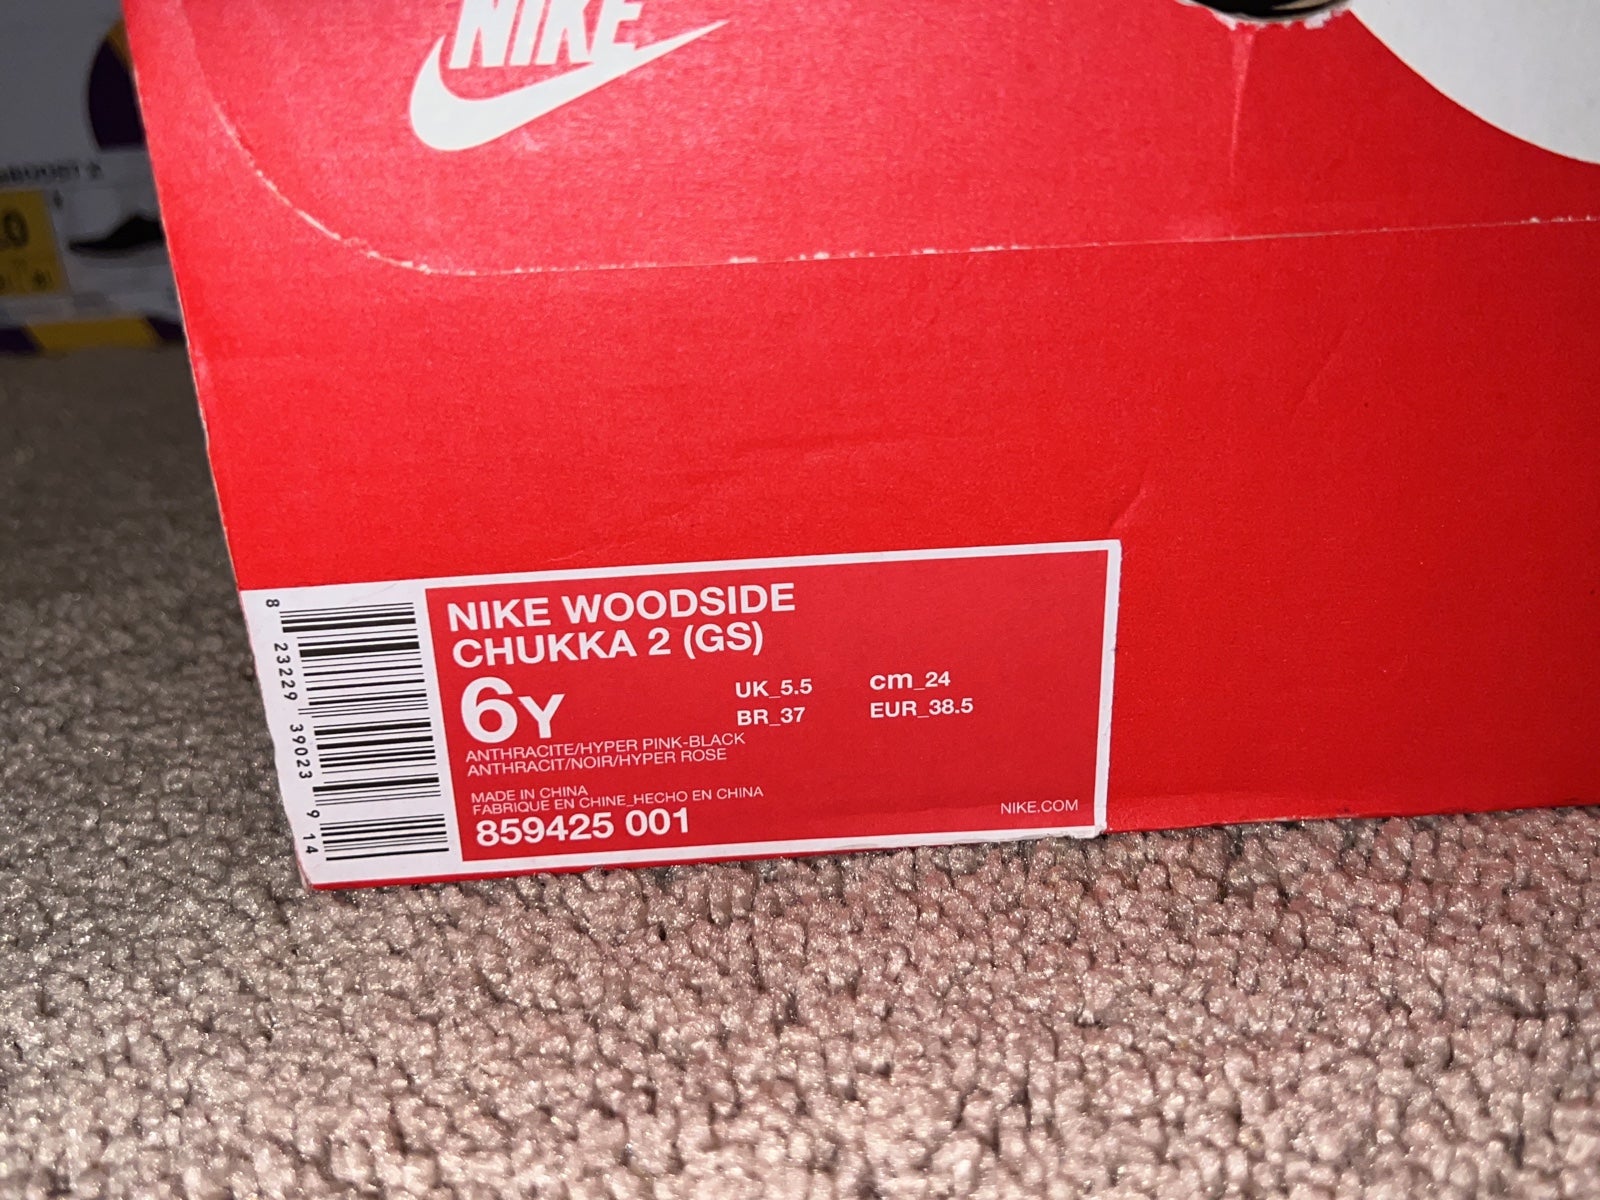 NIKE
NIKE WOODSIDE
CHUKKA 2 (GS)
6Y
UK_5.5 cm_24
BR_37 EUR_38.5
ANTHRACITE/HYPER PINK-BLACK
ANTHRACIT/NOIR/HYPER ROSE
MADE IN CHINA
FABRIQUE EN CHINE_HECHO EN CHINA
859425 001
NIKE.COM
8 23229 39023 9 14